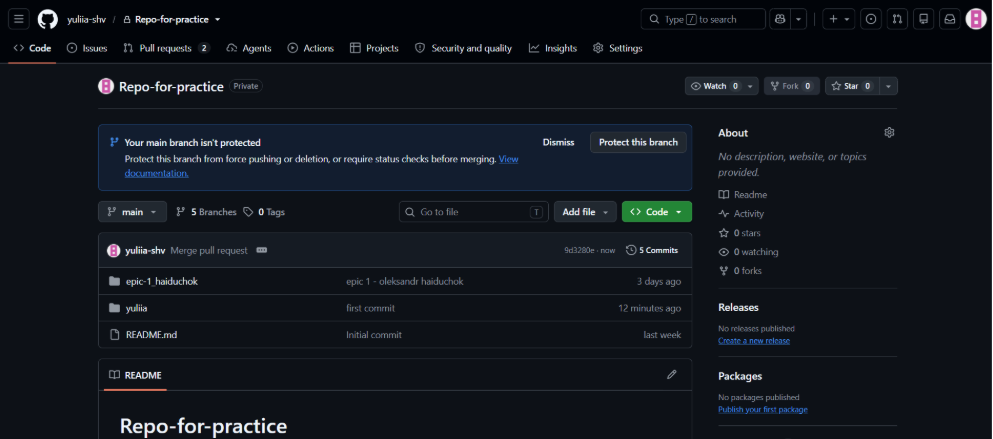 yuliia-shv / Repo-for-practice
Type / to search
Code Issues Pull requests 2 Agents Actions Projects Security and quality Insights Settings
Repo-for-practice Private
Watch 0 Fork 0 Star 0
Your main branch isn't protected
Protect this branch from force pushing or deletion, or require status checks before merging. View
documentation.
Dismiss
Protect this branch
main 5 Branches 0 Tags
Go to file T
Add file
Code
yuliia-shv Merge pull request 9d3280e · now 5 Commits
epic-1_haiduchok epic 1 - oleksandr haiduchok 3 days ago
yuliia first commit 12 minutes ago
README.md Initial commit last week
README
Repo-for-practice
About
No description, website, or topics
provided.
Readme
Activity
0 stars
0 watching
0 forks
Releases
No releases published
Create a new release
Packages
No packages published
Publish your first package